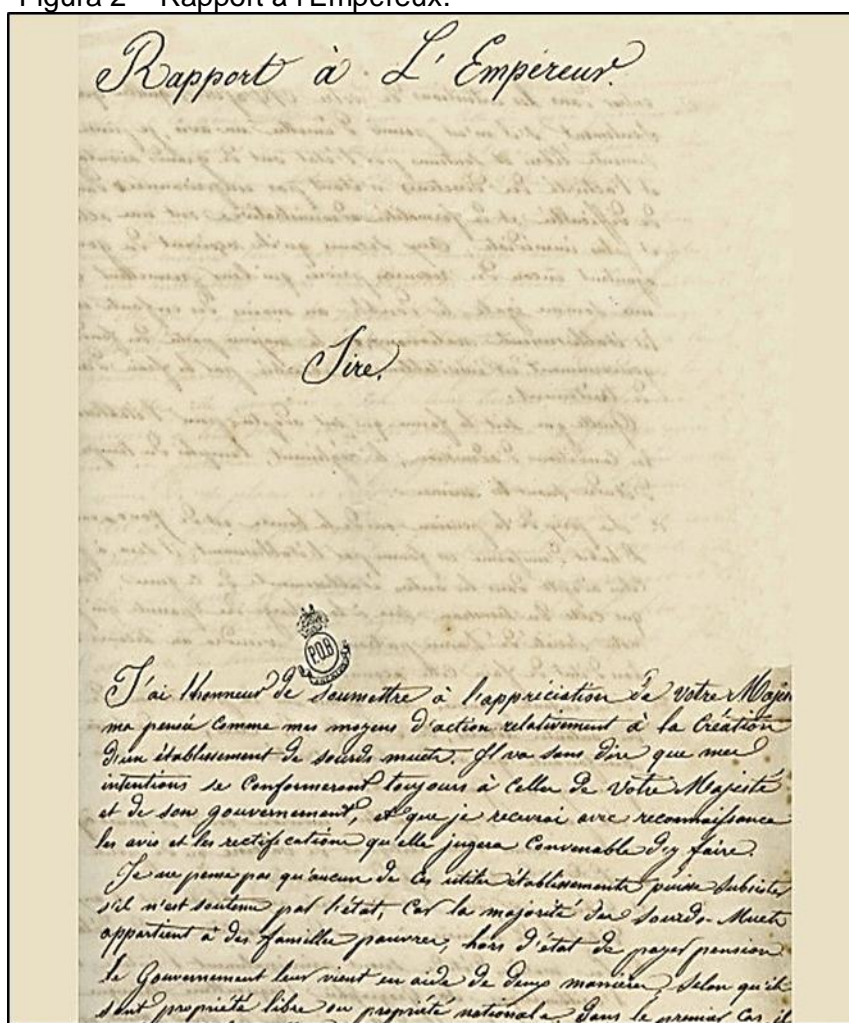 Figura 2 – Rapport à l'Empereux.
Rapport à L'Empéreur.
Sire,
P.O.B
J'ai l'honneur de soumettre à l'appréciation de votre Majes
ma pensée comme mes moyens d'action relativement à la Création
d'un établissement de sourds muets. Il va sans dire que mes
intentions se conformeront toujours à celles de Votre Majesté
et de son gouvernement, et que je recevrai avec reconnaissance
les avis et les rectifications qu'elle jugera convenable d'y faire.
Je ne pense pas qu'aucun de ces utiles établissements puisse subsister
s'il n'est soutenu par l'état, Car la majorité des Sourds-Muets
appartient à des familles pauvres, hors d'état de payer pension
le Gouvernement leur vient en aide de deux manières, selon qu'ils
sont propriété libre ou propriété nationale, dans le premier Cas il